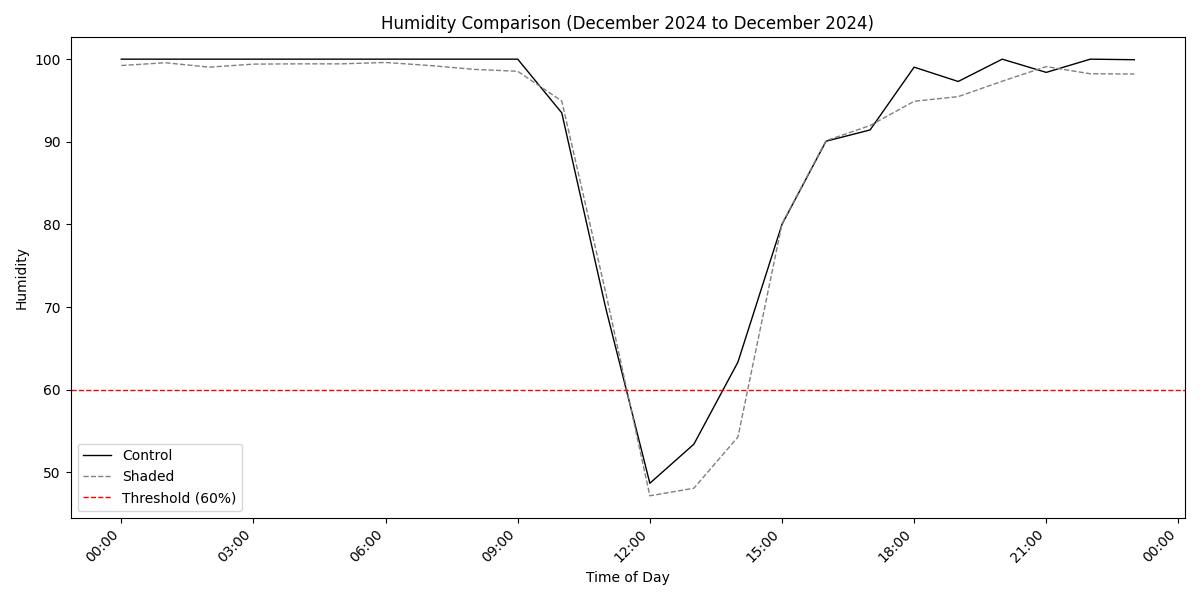 Humidity Comparison (December 2024 to December 2024)
Humidity
100
90
80
70
60
50
Control
Shaded
Threshold (60%)
00:00
03:00
06:00
09:00
12:00
15:00
18:00
21:00
00:00
Time of Day